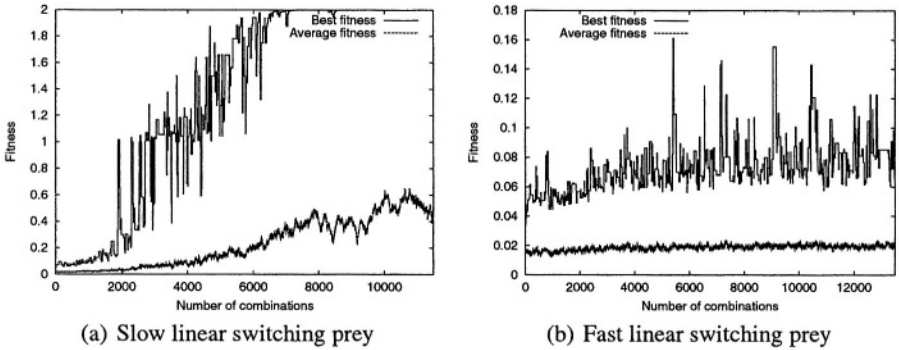 2
1.8
1.6
1.4
1.2
1
0.8
0.6
0.4
0.2
0
Fitness
Best fitness
Average fitness
0 2000 4000 6000 8000 10000
Number of combinations
(a) Slow linear switching prey
0.18
0.16
0.14
0.12
0.10
0.08
0.06
0.04
0.02
0
Fitness
Best fitness
Average fitness
0 2000 4000 6000 8000 10000 12000
Number of combinations
(b) Fast linear switching prey